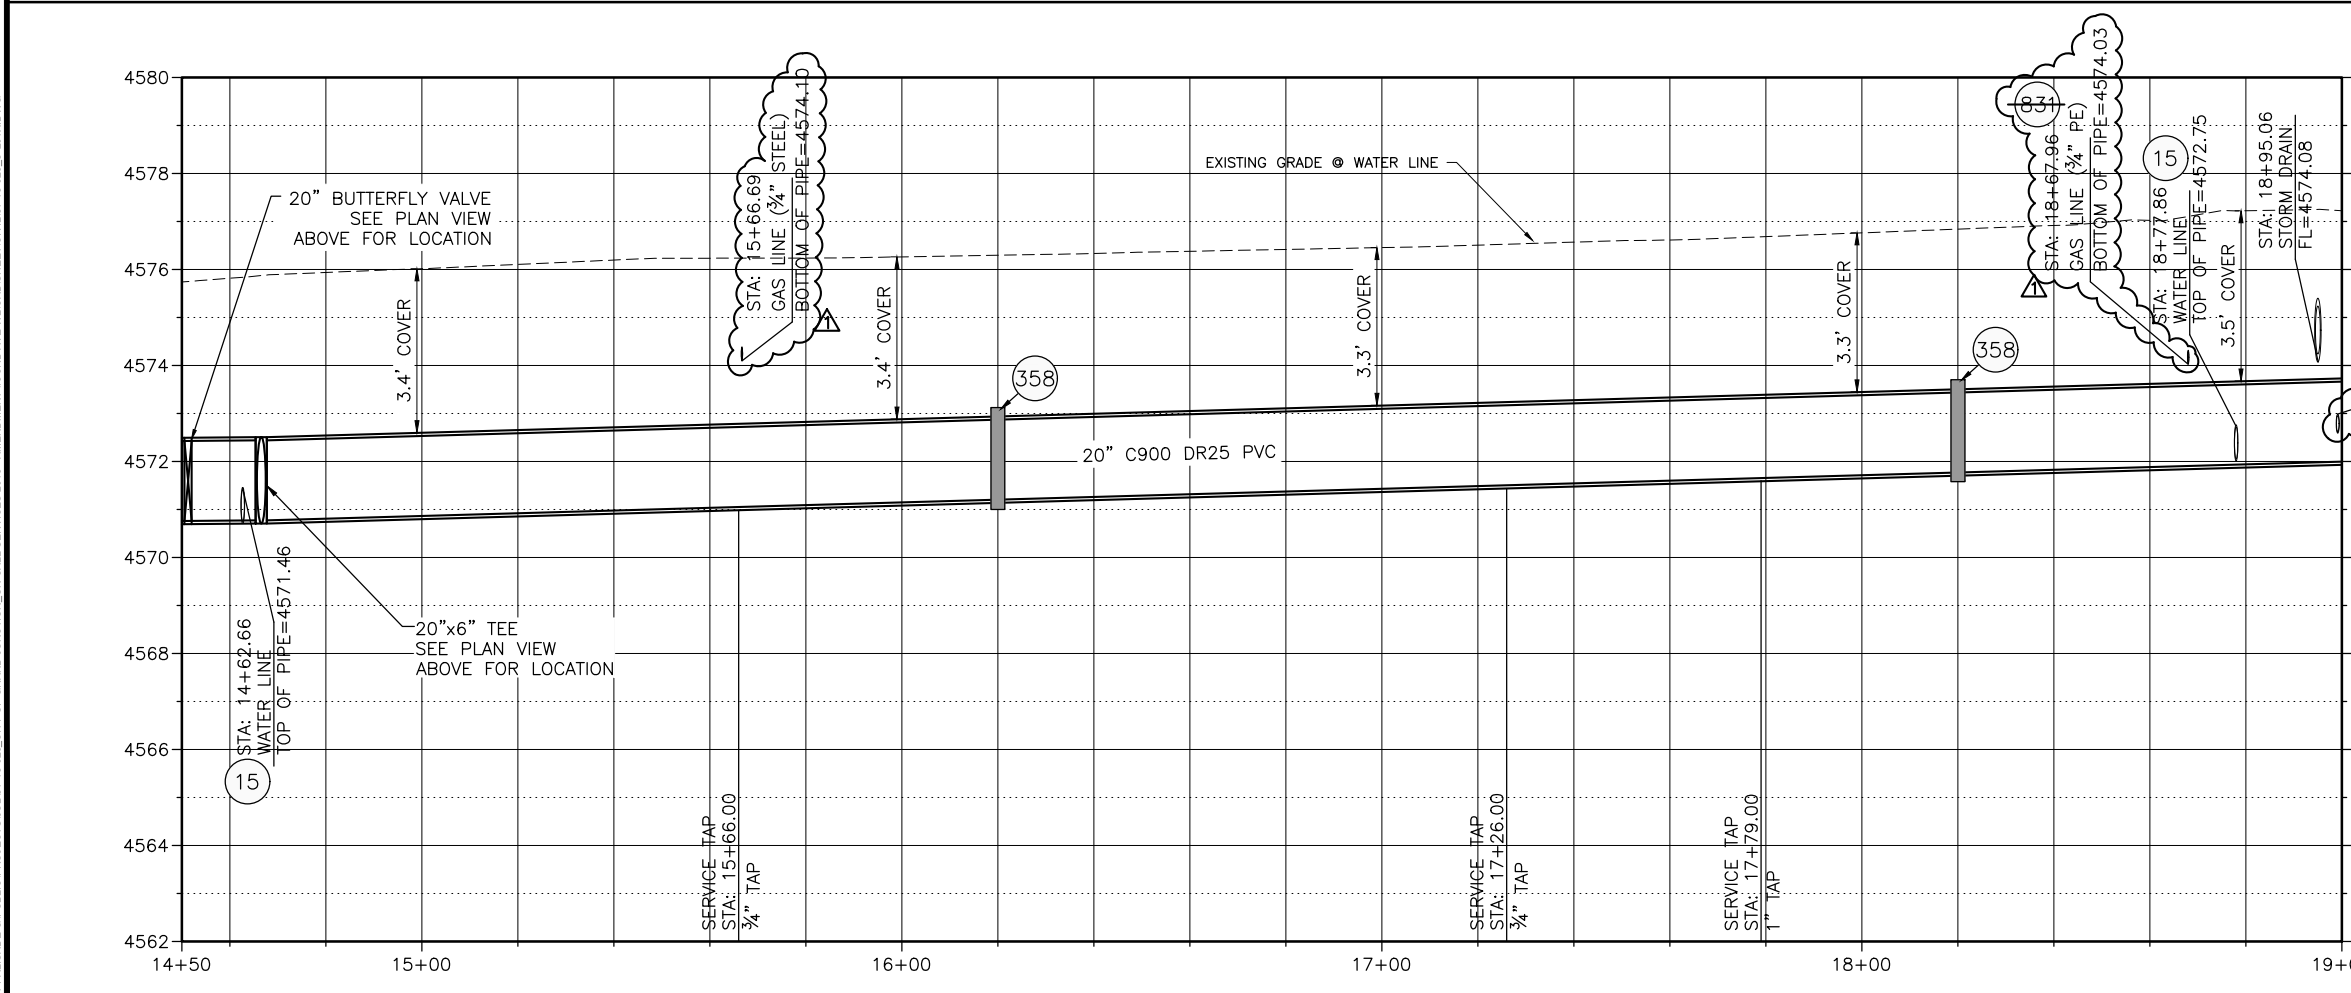 4580
4578
4576
4574
4572
4570
4568
4566
4564
4562
14+50
15+00
16+00
17+00
18+00
20" BUTTERFLY VALVE
SEE PLAN VIEW
ABOVE FOR LOCATION
3.4' COVER
STA: 14+62.66
WATER LINE
TOP OF PIPE=4571.46
15
20"x6" TEE
SEE PLAN VIEW
ABOVE FOR LOCATION
STA: 15+66.69
GAS LINE (¾" STEEL)
BOTTOM OF PIPE=4574.10
1
3.4' COVER
358
SERVICE TAP
STA: 15+66.00
¾" TAP
20" C900 DR25 PVC
EXISTING GRADE @ WATER LINE
3.3' COVER
SERVICE TAP
STA: 17+26.00
¾" TAP
SERVICE TAP
STA: 17+79.00
1" TAP
3.3' COVER
358
831
STA: 18+67.96
GAS LINE (¾" PE)
BOTTOM OF PIPE=4574.03
1
15
STA: 18+77.86
WATER LINE
TOP OF PIPE=4572.75
3.5' COVER
STA: 18+95.06
STORM DRAIN
FL=4574.08